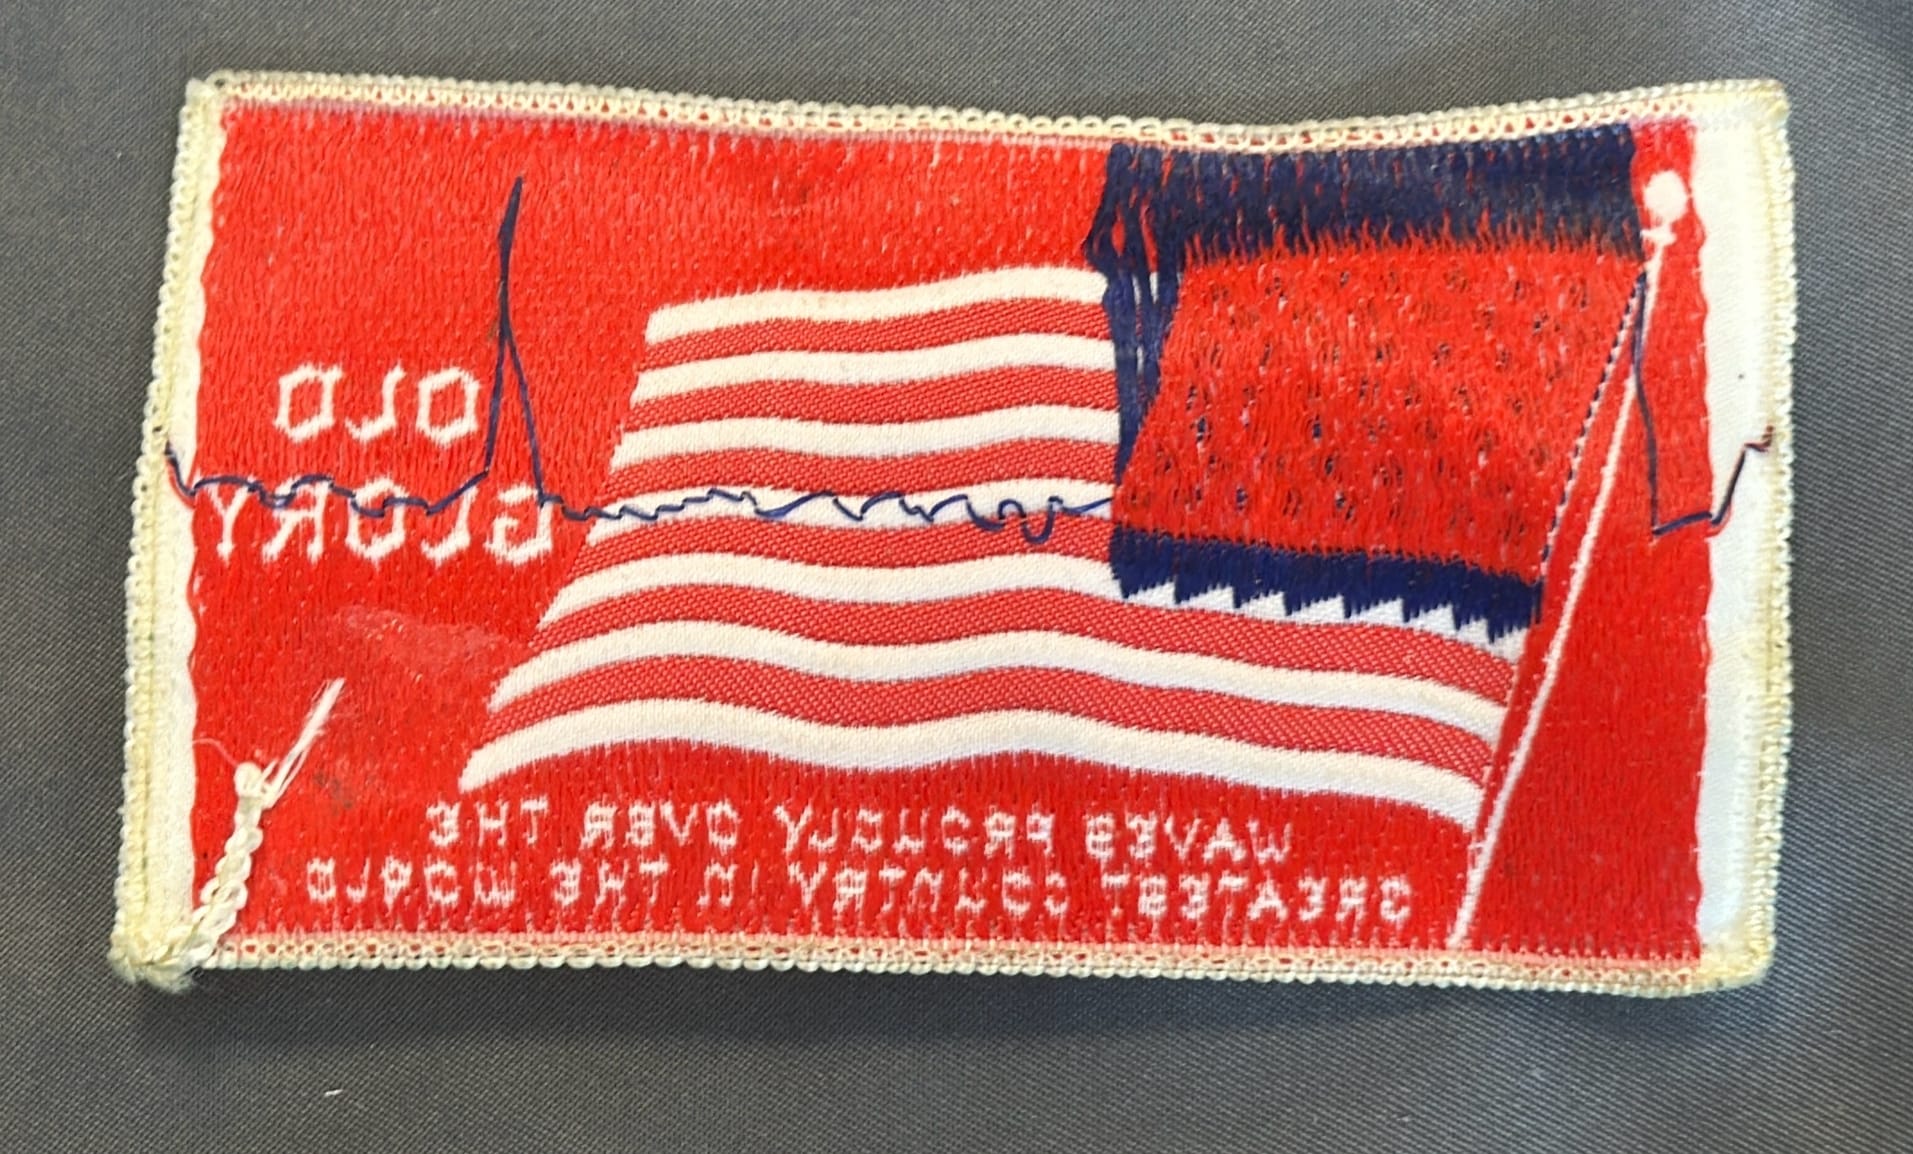 OLD
GLORY
WAVES PROUDLY OVER THE
GREATEST COUNTRY IN THE WORLD